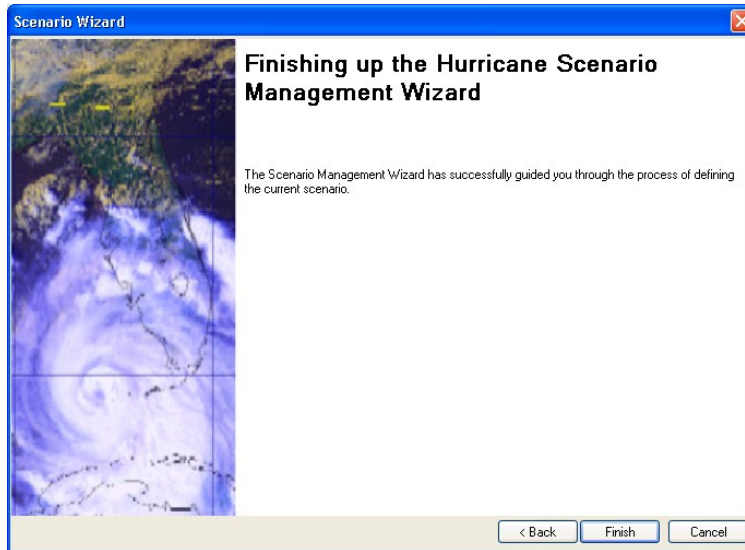 Scenario Wizard
Finishing up the Hurricane Scenario
Management Wizard
The Scenario Management Wizard has successfully guided you through the process of defining
the current scenario.
< Back
Finish
Cancel